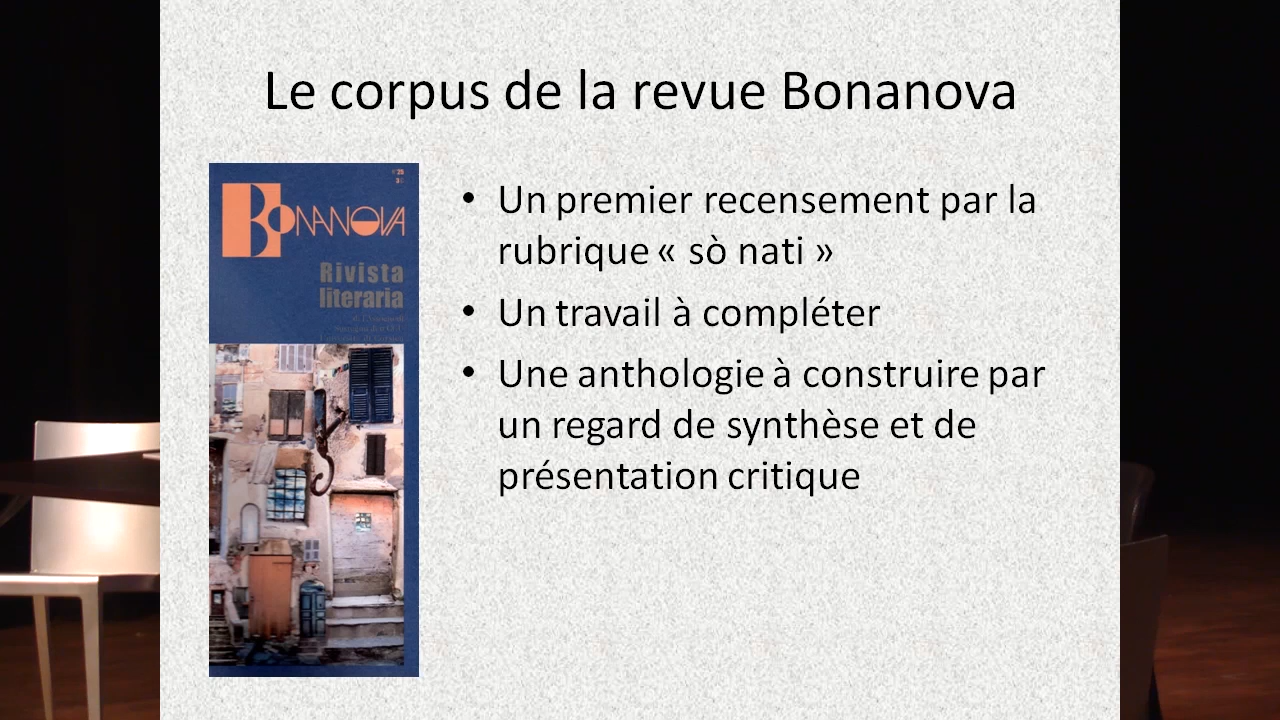 Le corpus de la revue Bonanova
N°25
BONANOVA
Rivista
literaria
• Un premier recensement par la
rubrique « sò nati »
• Un travail à compléter
• Une anthologie à construire par
un regard de synthèse et de
présentation critique